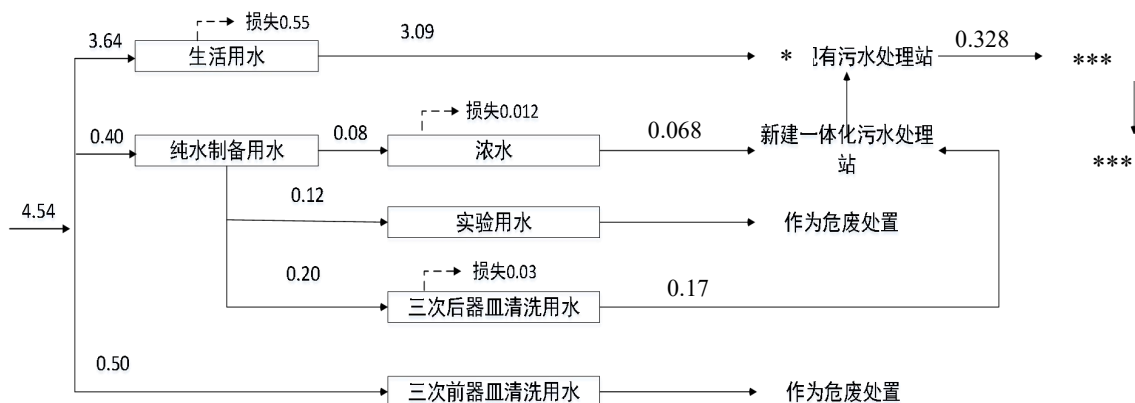 损失0.55
3.64
生活用水
3.09
* 有污水处理站
0.328
***
损失0.012
0.40
纯水制备用水
0.08
浓水
0.068
新建一体化污水处理
站
***
0.12
4.54
实验用水
作为危废处置
0.20
损失0.03
三次后器皿清洗用水
0.17
0.50
三次前器皿清洗用水
作为危废处置